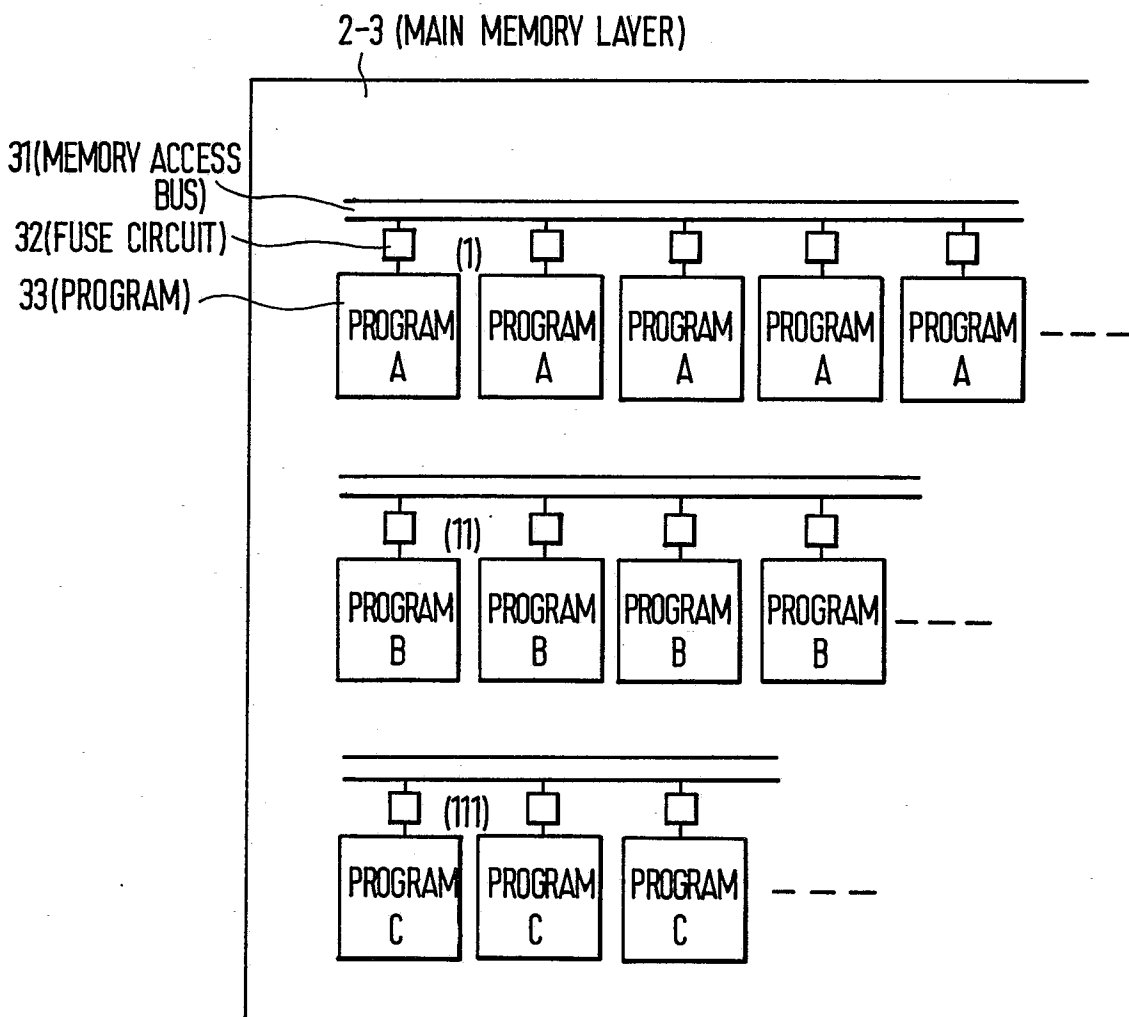 2-3 (MAIN MEMORY LAYER)
31(MEMORY ACCESS
BUS)
32(FUSE CIRCUIT)
(1)
33(PROGRAM)
PROGRAM A
PROGRAM A
PROGRAM A
PROGRAM A
PROGRAM A
(11)
PROGRAM B
PROGRAM B
PROGRAM B
PROGRAM B
(111)
PROGRAM C
PROGRAM C
PROGRAM C